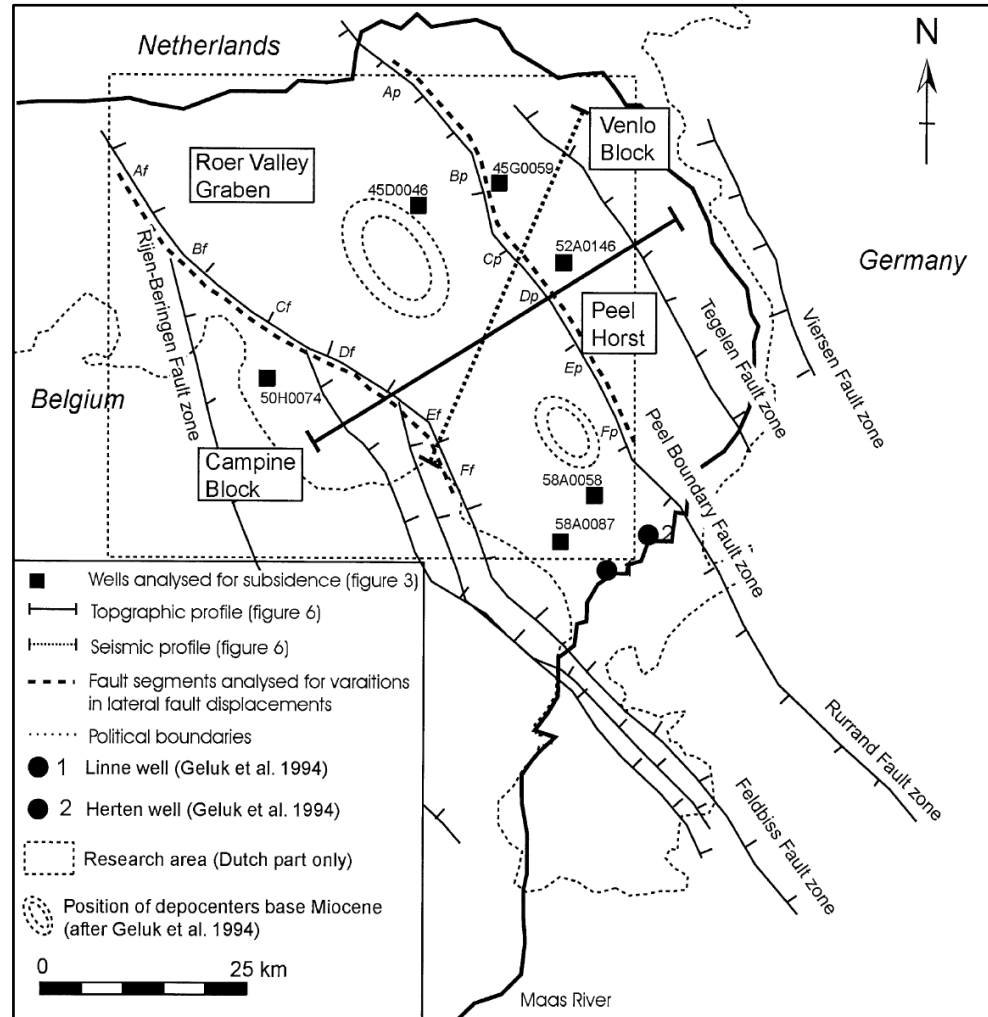 Netherlands
N
Ap
Venlo
Block
Roer Valley
Graben
45G0059
Af
Bp
45D0046
Bf
Rijen-Beringen Fault zone
Cp
52A0146
Germany
Cf
Dp
Peel
Horst
Tegelen Fault zone
Viersen Fault zone
Df
Ep
Belgium
50H0074
Ef
Fp
Peel Boundary Fault zone
Campine
Block
Ff
58A0058
58A0087
2
Wells analysed for subsidence (figure 3)
Topgraphic profile (figure 6)
Seismic profile (figure 6)
Fault segments analysed for varaitions
in lateral fault displacements
Political boundaries
1 Linne well (Geluk et al. 1994)
2 Herten well (Geluk et al. 1994)
Research area (Dutch part only)
Position of depocenters base Miocene
(after Geluk et al. 1994)
0 25 km
Rurrand Fault zone
Feldbiss Fault zone
Maas River